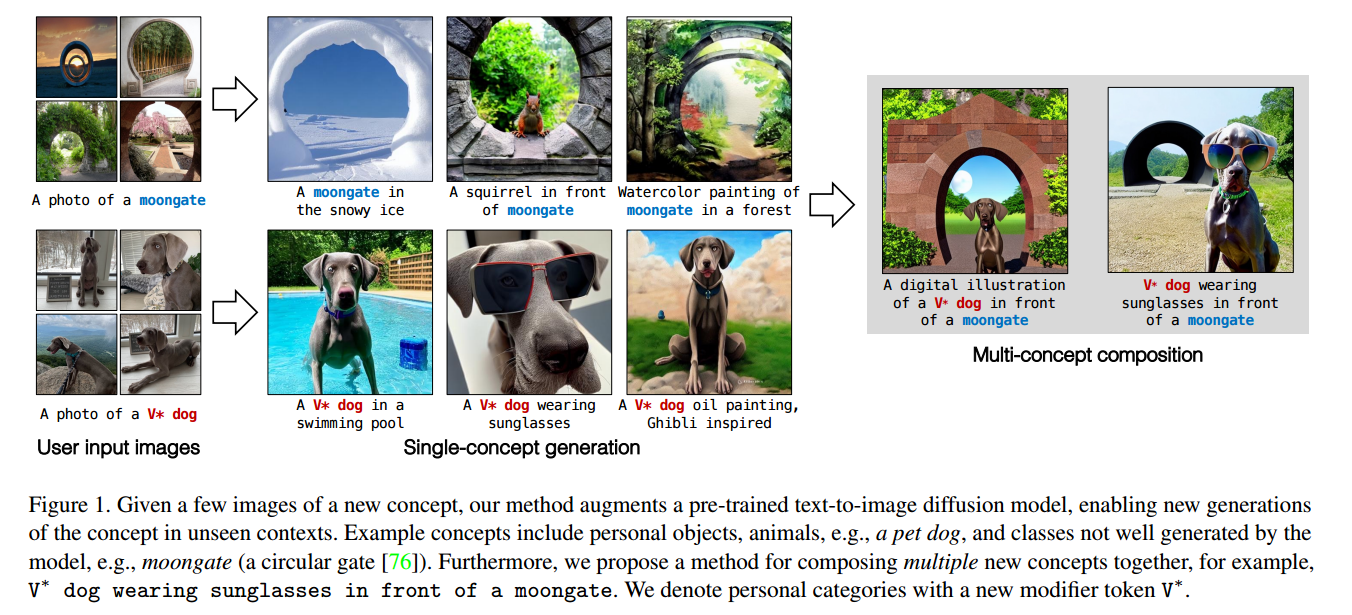 A photo of a moongate
A moongate in
the snowy ice
A squirrel in front
of moongate
Watercolor painting of
moongate in a forest
A photo of a V* dog
A V* dog in a
swimming pool
A V* dog wearing
sunglasses
A V* dog oil painting,
Ghibli inspired
A digital illustration
of a V* dog in front
of a moongate
V* dog wearing
sunglasses in front
of a moongate
User input images
Single-concept generation
Multi-concept composition
Figure 1. Given a few images of a new concept, our method augments a pre-trained text-to-image diffusion model, enabling new generations
of the concept in unseen contexts. Example concepts include personal objects, animals, e.g., a pet dog, and classes not well generated by the
model, e.g., moongate (a circular gate [76]). Furthermore, we propose a method for composing multiple new concepts together, for example,
V* dog wearing sunglasses in front of a moongate. We denote personal categories with a new modifier token V*.